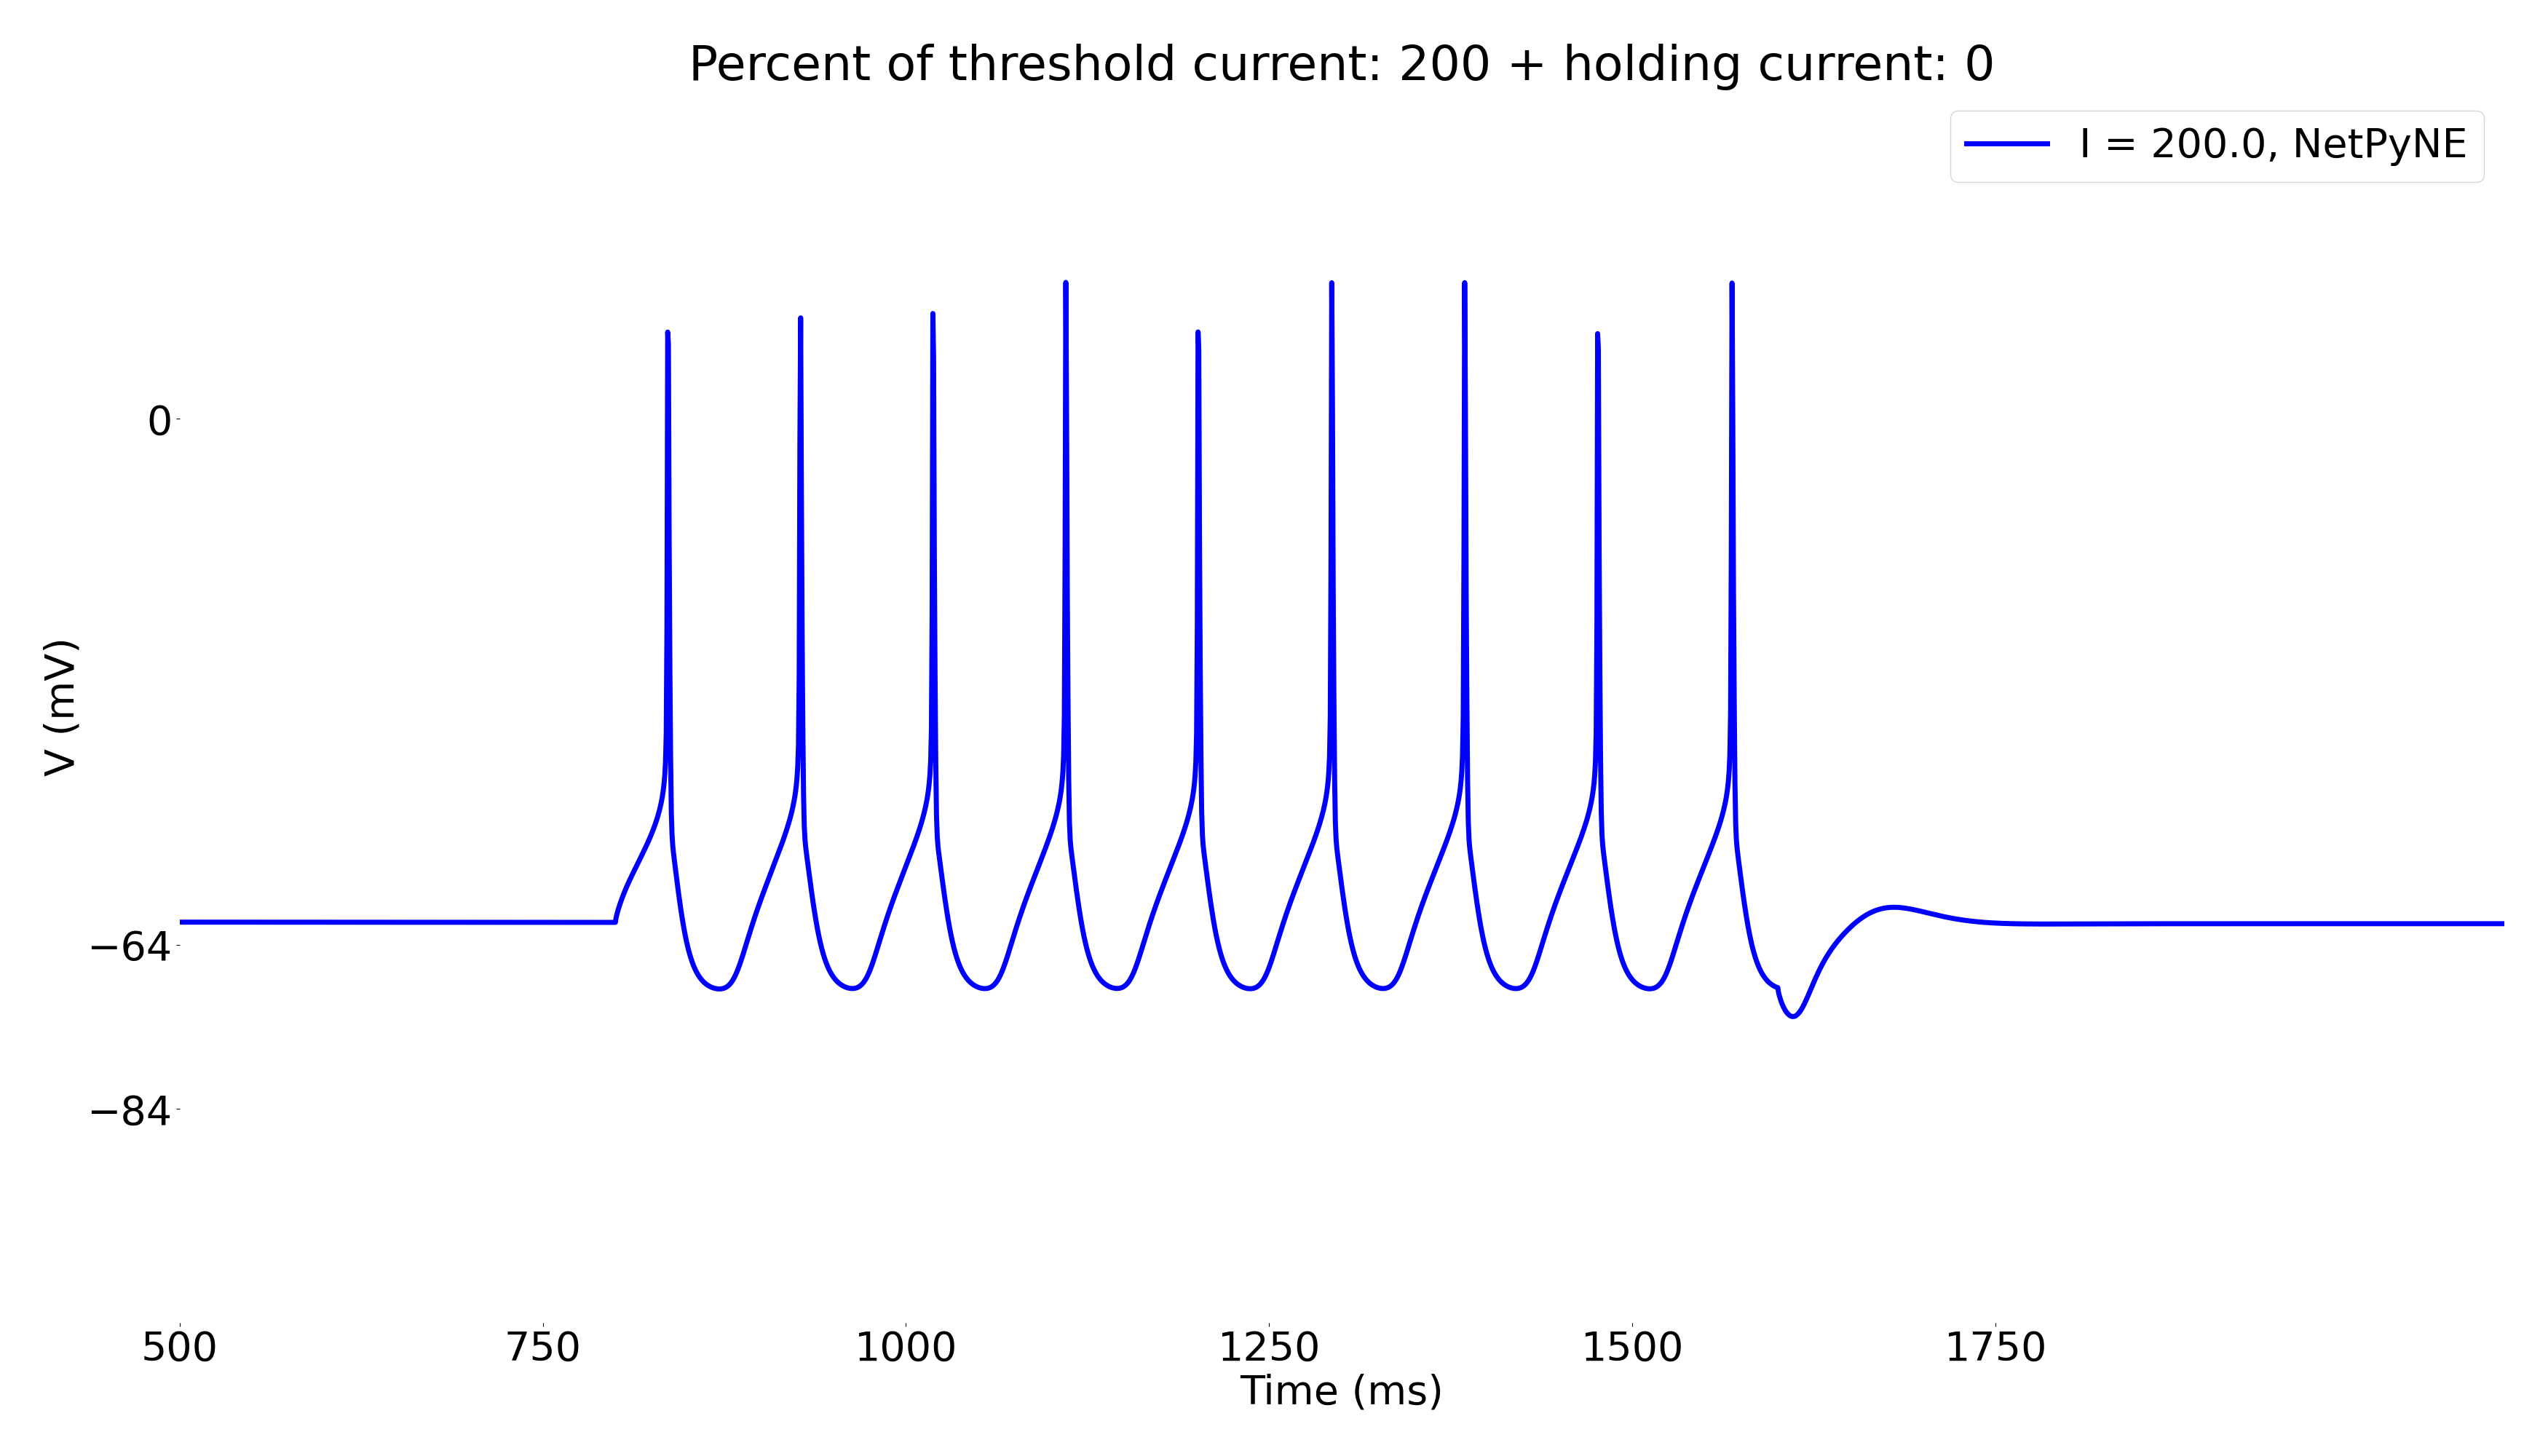 Percent of threshold current: 200 + holding current: 0
I = 200.0, NetPyNE
0
−64
−84
V (mV)
500 750 1000 1250 1500 1750
Time (ms)